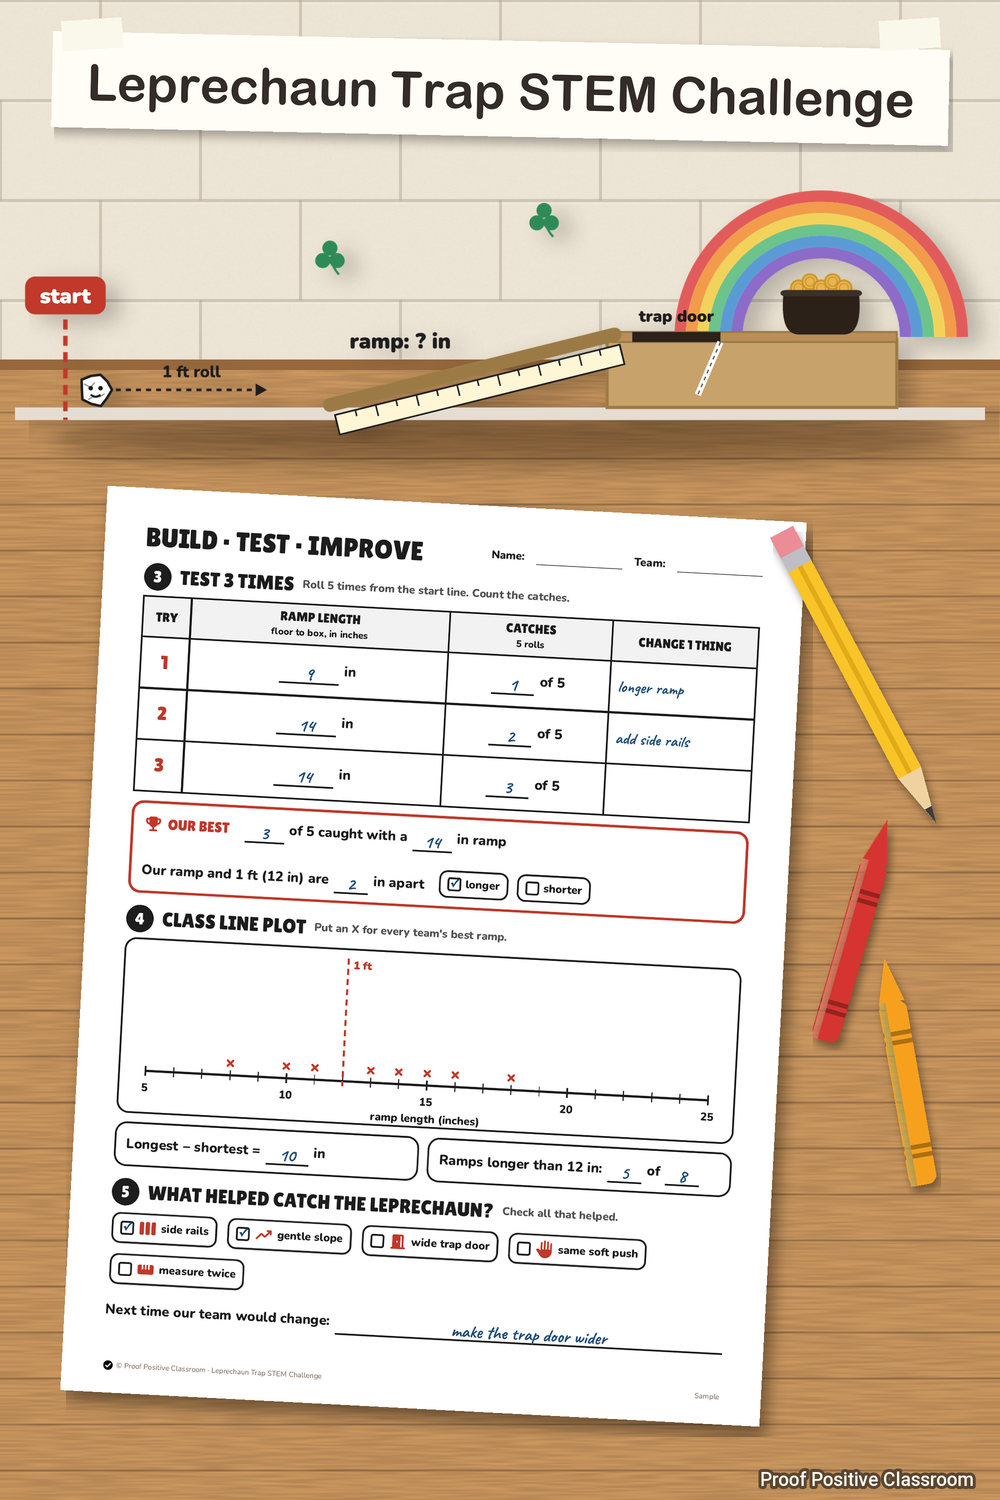 Leprechaun Trap STEM Challenge
start
1 ft roll
ramp: ? in
trap door
BUILD · TEST · IMPROVE
Name:
Team:
3 TEST 3 TIMES Roll 5 times from the start line. Count the catches.
TRY
RAMP LENGTH
floor to box, in inches
CATCHES
5 rolls
CHANGE 1 THING
1 9 in 1 of 5 longer ramp
2 14 in 2 of 5 add side rails
3 14 in 3 of 5
OUR BEST 3 of 5 caught with a 14 in ramp
Our ramp and 1 ft (12 in) are 2 in apart longer shorter
4 CLASS LINE PLOT Put an X for every team's best ramp.
1 ft
5 10 15 20 25
ramp length (inches)
Longest – shortest = 10 in
Ramps longer than 12 in: 5 of 8
5 WHAT HELPED CATCH THE LEPRECHAUN? Check all that helped.
side rails gentle slope wide trap door same soft push
measure twice
Next time our team would change: make the trap door wider
© Proof Positive Classroom · Leprechaun Trap STEM Challenge
Sample
Proof Positive Classroom